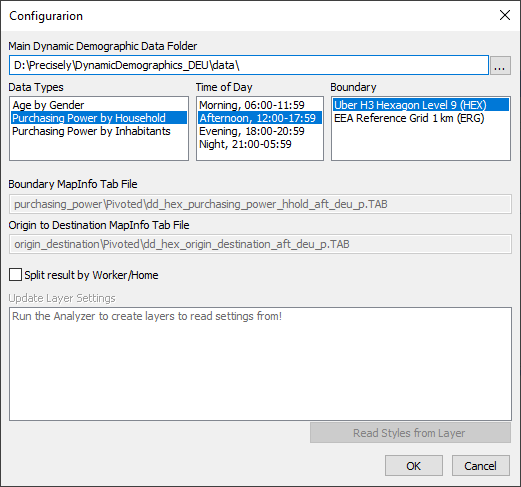 Configurarion
Main Dynamic Demographic Data Folder
D:\Precisely\DynamicDemographics_DEU\data\
...
Data Types
Age by Gender
Purchasing Power by Household
Purchasing Power by Inhabitants
Time of Day
Morning, 06:00-11:59
Afternoon, 12:00-17:59
Evening, 18:00-20:59
Night, 21:00-05:59
Boundary
Uber H3 Hexagon Level 9 (HEX)
EEA Reference Grid 1 km (ERG)
Boundary MapInfo Tab File
purchasing_power\Pivoted\dd_hex_purchasing_power_hhold_aft_deu_p.TAB
Origin to Destination MapInfo Tab File
origin_destination\Pivoted\dd_hex_origin_destination_aft_deu_p.TAB
Split result by Worker/Home
Update Layer Settings
Run the Analyzer to create layers to read settings from!
Read Styles from Layer
OK
Cancel